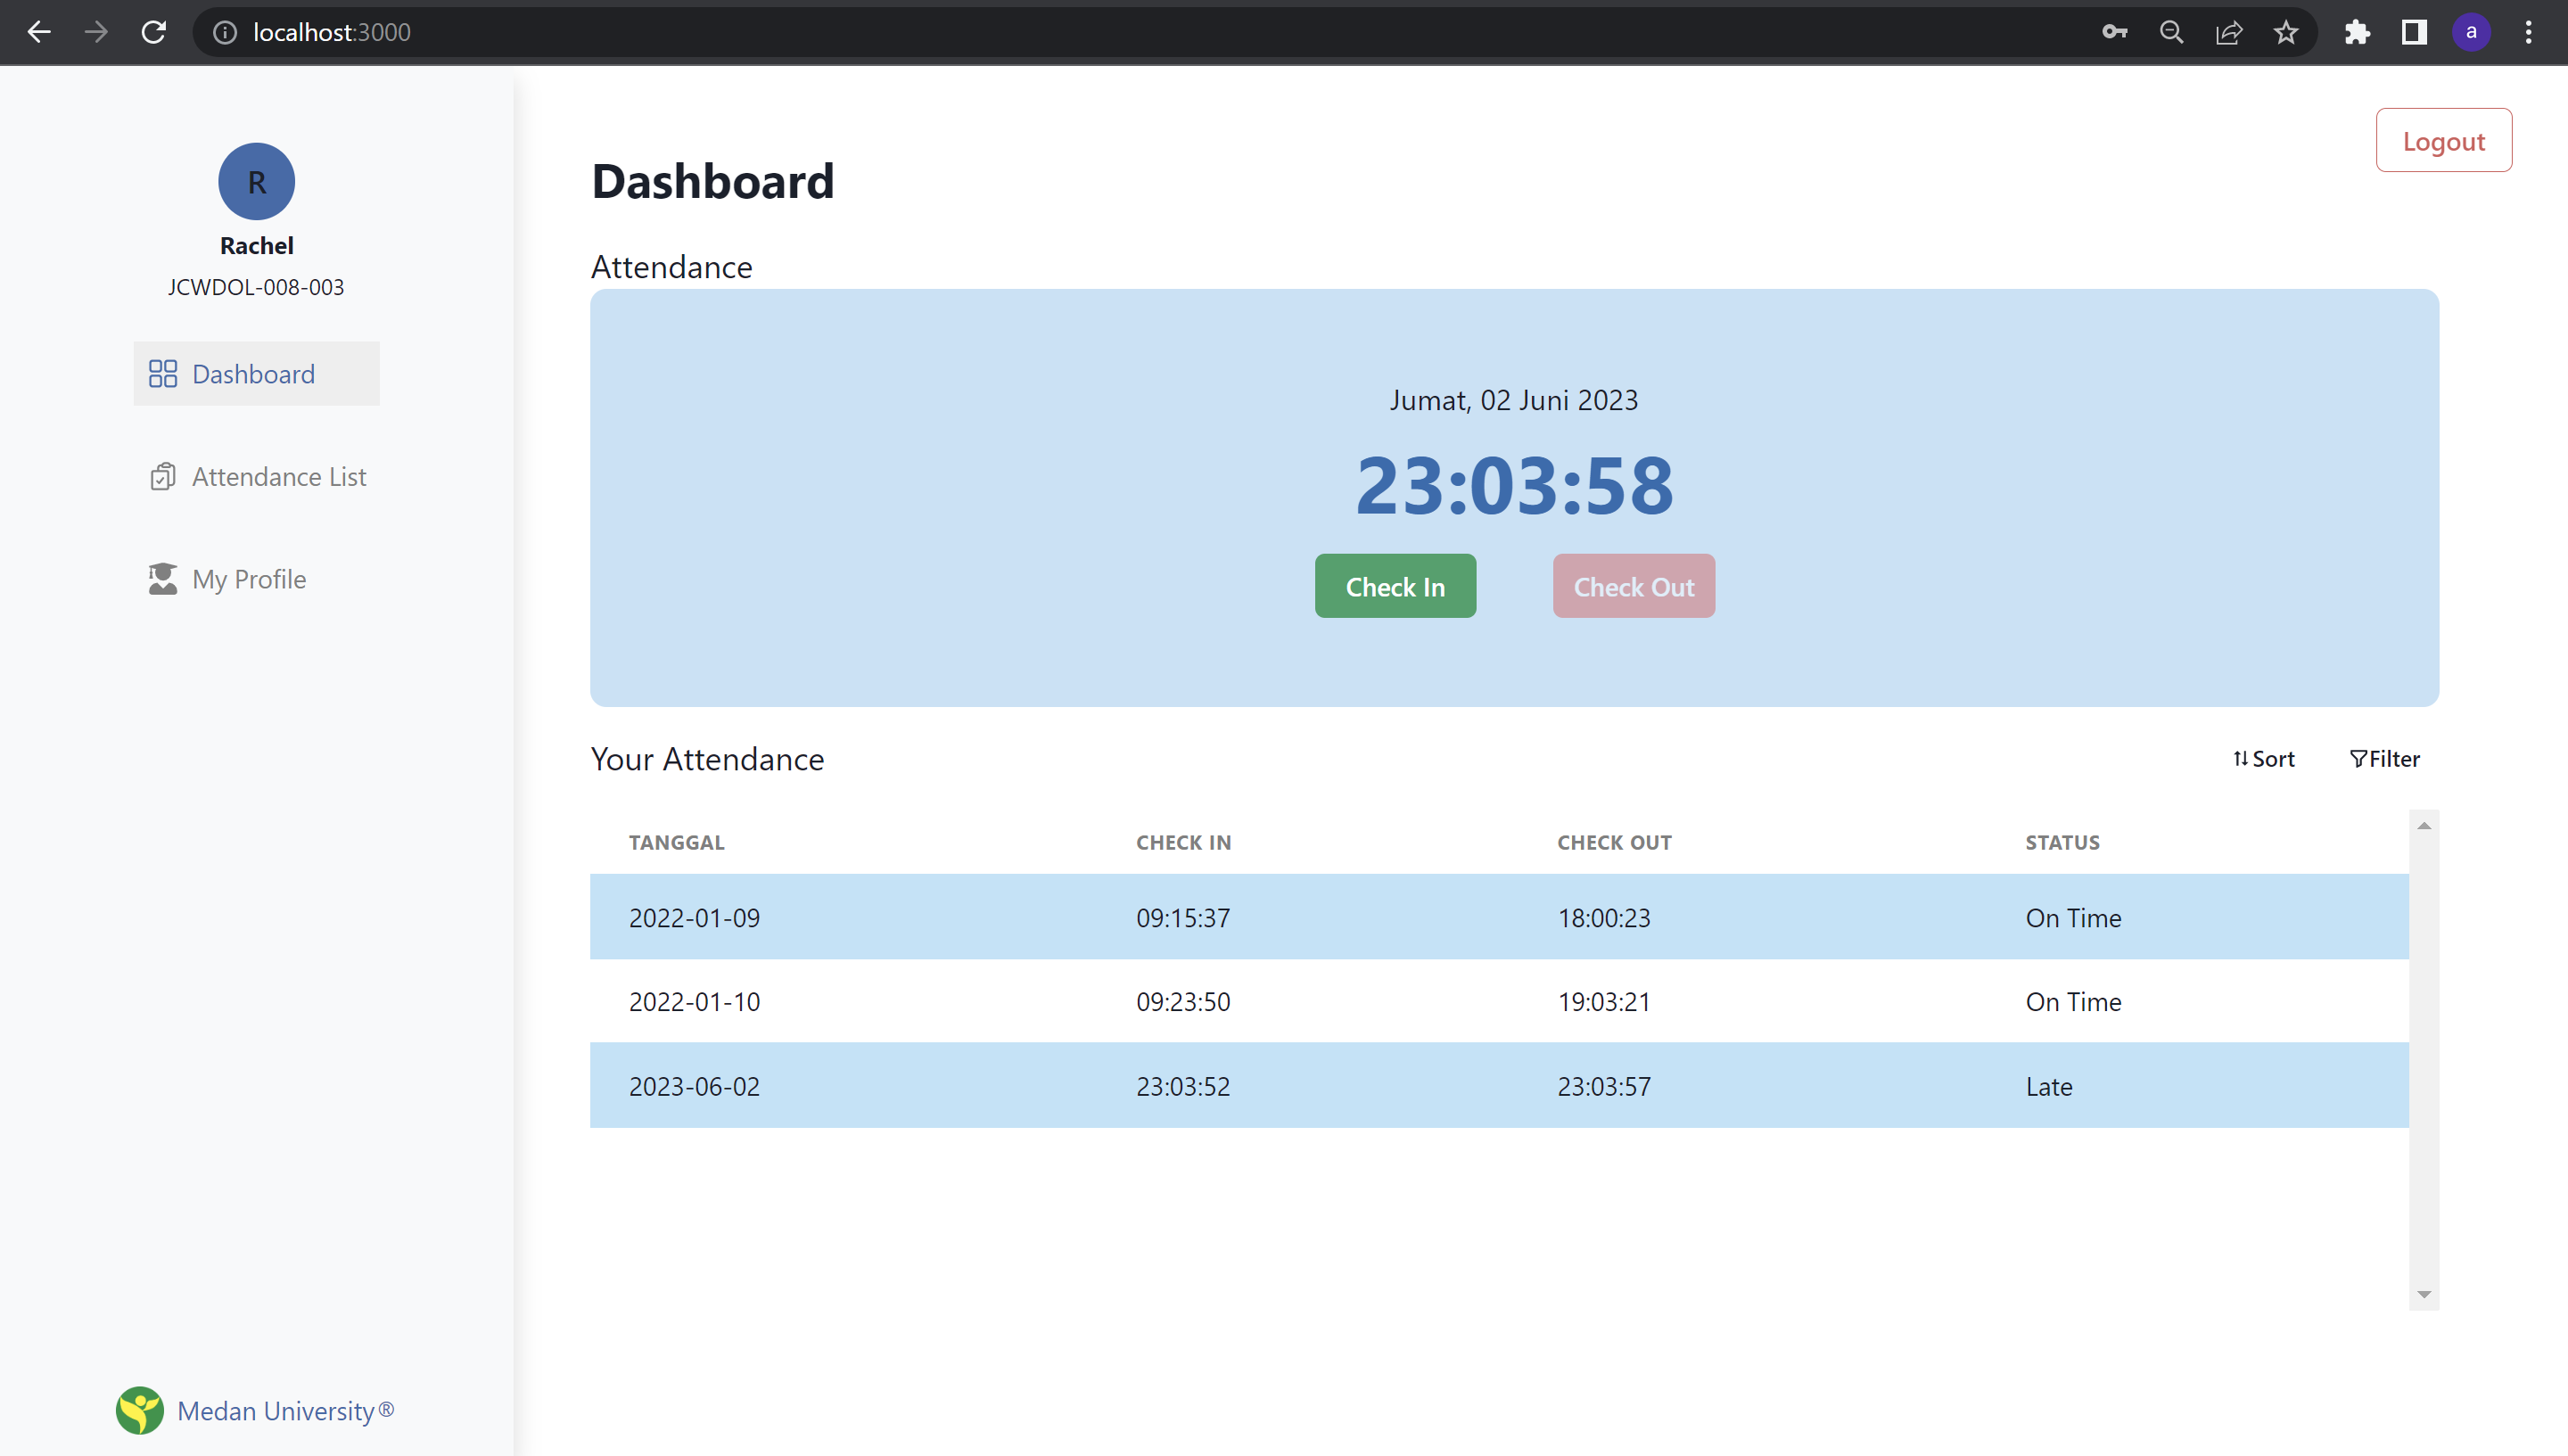 localhost:3000
a
R
Rachel
JCWDOL-008-003
Dashboard
Attendance List
My Profile
Medan University®
Logout
Dashboard
Attendance
Jumat, 02 Juni 2023
23:03:58
Check In Check Out
Your Attendance Sort Filter
TANGGAL CHECK IN CHECK OUT STATUS
2022-01-09 09:15:37 18:00:23 On Time
2022-01-10 09:23:50 19:03:21 On Time
2023-06-02 23:03:52 23:03:57 Late